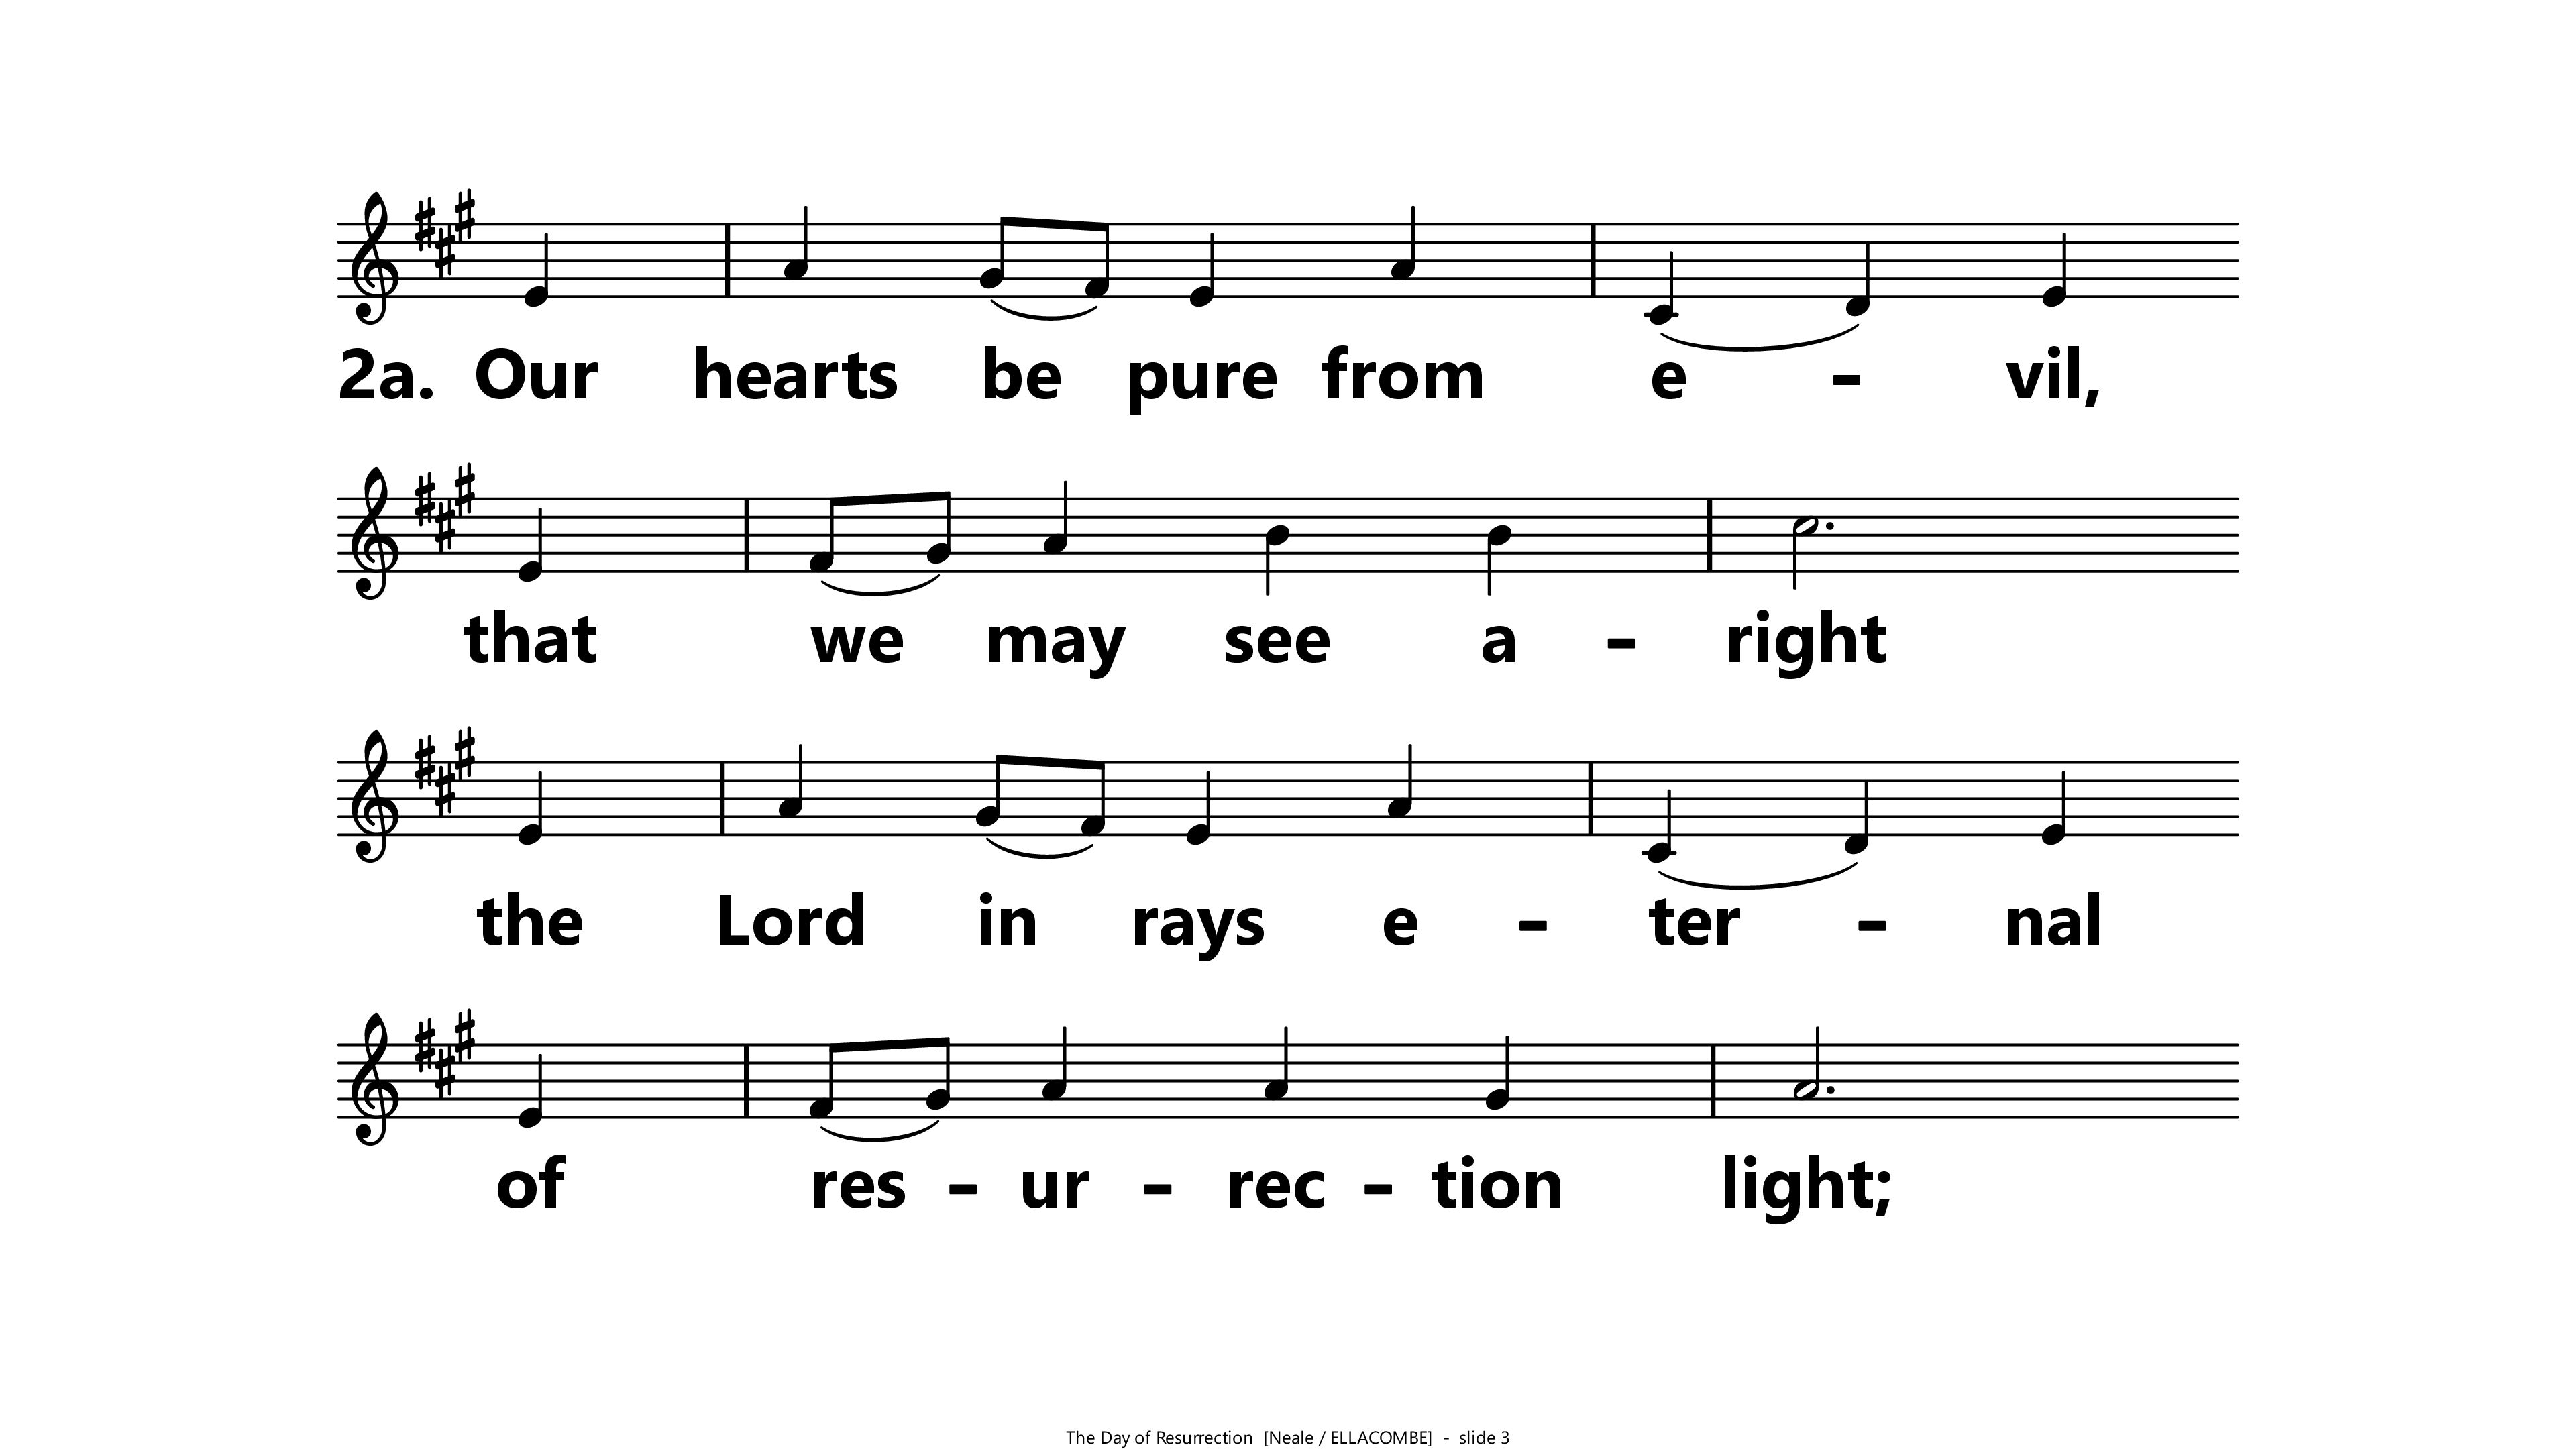 2a. Our hearts be pure from e – vil,
that we may see a – right
the Lord in rays e – ter – nal
of res – ur – rec – tion light;
The Day of Resurrection [Neale / ELLACOMBE] - slide 3